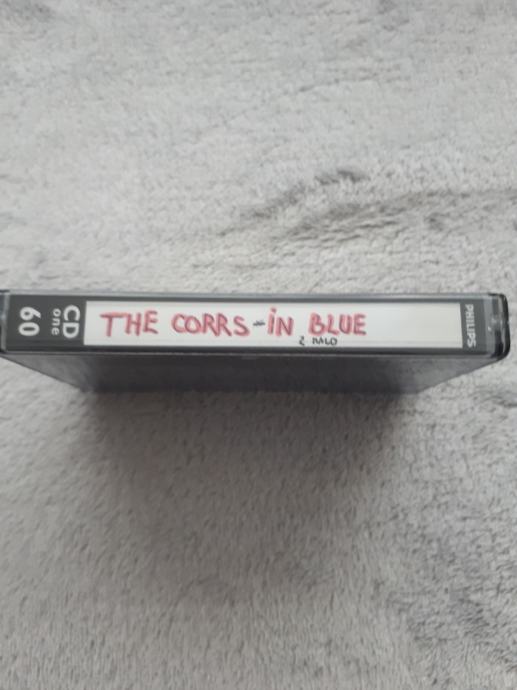 CD
one
60
THE CORRS-iN BLUE
PHILIPS